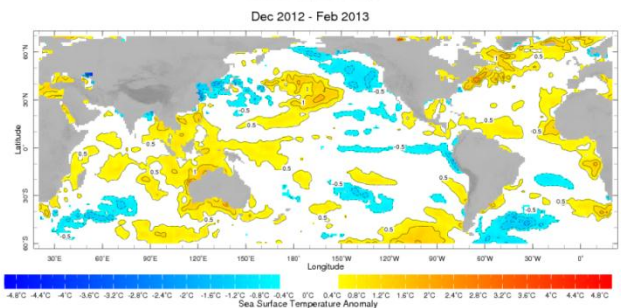 Dec 2012 - Feb 2013
60°N
30°N
0°
30°S
60°S
Latitude
30°E 60°E 90°E 120°E 150°E 180° 150°W 120°W 90°W 60°W 30°W 0°
Longitude
-4.8°C -4.4°C -4°C -3.6°C -3.2°C -2.8°C -2.4°C -2°C -1.7°C -1.2°C -0.8°C -0.4°C 0°C 0.4°C 0.8°C 1.2°C 1.6°C 2°C 2.4°C 2.8°C 3.2°C 3.6°C 4°C 4.4°C 4.8°C
Sea Surface Temperature Anomaly